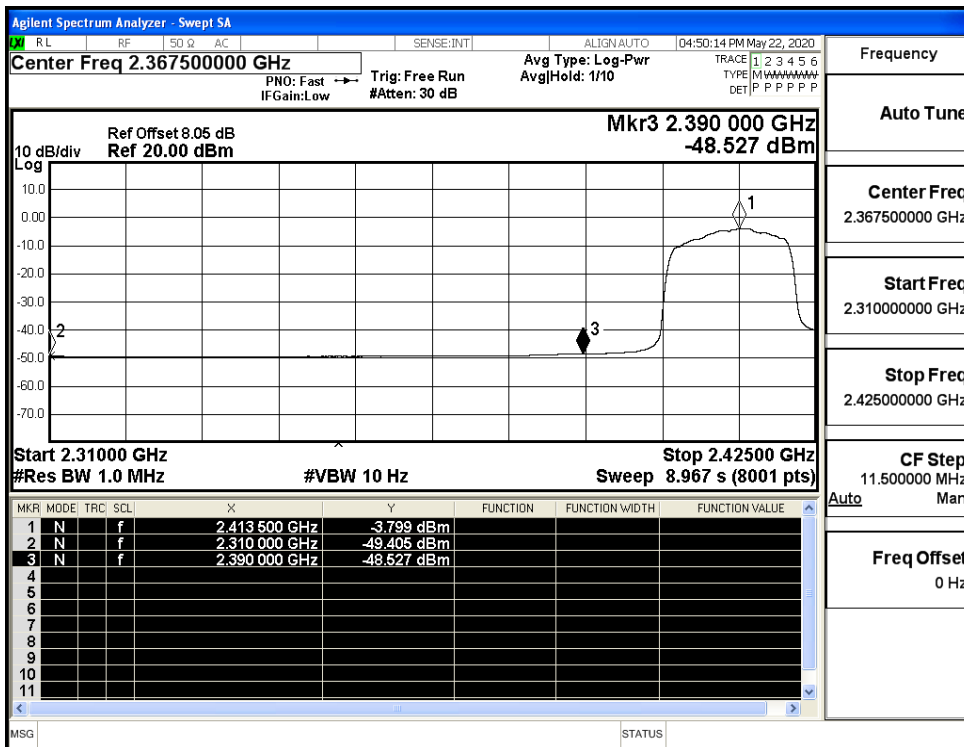 Agilent Spectrum Analyzer - Swept SA
LXI RL RF 50 Ω AC SENSE:INT ALIGNAUTO 04:50:14 PM May 22, 2020
Center Freq 2.367500000 GHz
PNO: Fast
IFGain:Low
Trig: Free Run
#Atten: 30 dB
Avg Type: Log-Pwr
Avg|Hold: 1/10
TRACE 1 2 3 4 5 6
TYPE M WWWWW
DET P P P P P P
Ref Offset 8.05 dB
10 dB/div Ref 20.00 dBm
Log
Mkr3 2.390 000 GHz
-48.527 dBm
10.0
0.00
-10.0
-20.0
-30.0
-40.0
-50.0
-60.0
-70.0
1
2
3
Start 2.31000 GHz Stop 2.42500 GHz
#Res BW 1.0 MHz #VBW 10 Hz Sweep 8.967 s (8001 pts)
MKR MODE TRC SCL X Y FUNCTION FUNCTION WIDTH FUNCTION VALUE
1 N f 2.413 500 GHz -3.799 dBm
2 N f 2.310 000 GHz -49.405 dBm
3 N f 2.390 000 GHz -48.527 dBm
4
5
6
7
8
9
10
11
MSG STATUS
Frequency
Auto Tune
Center Freq
2.367500000 GHz
Start Freq
2.310000000 GHz
Stop Freq
2.425000000 GHz
CF Step
11.500000 MHz
Auto Man
Freq Offset
0 Hz